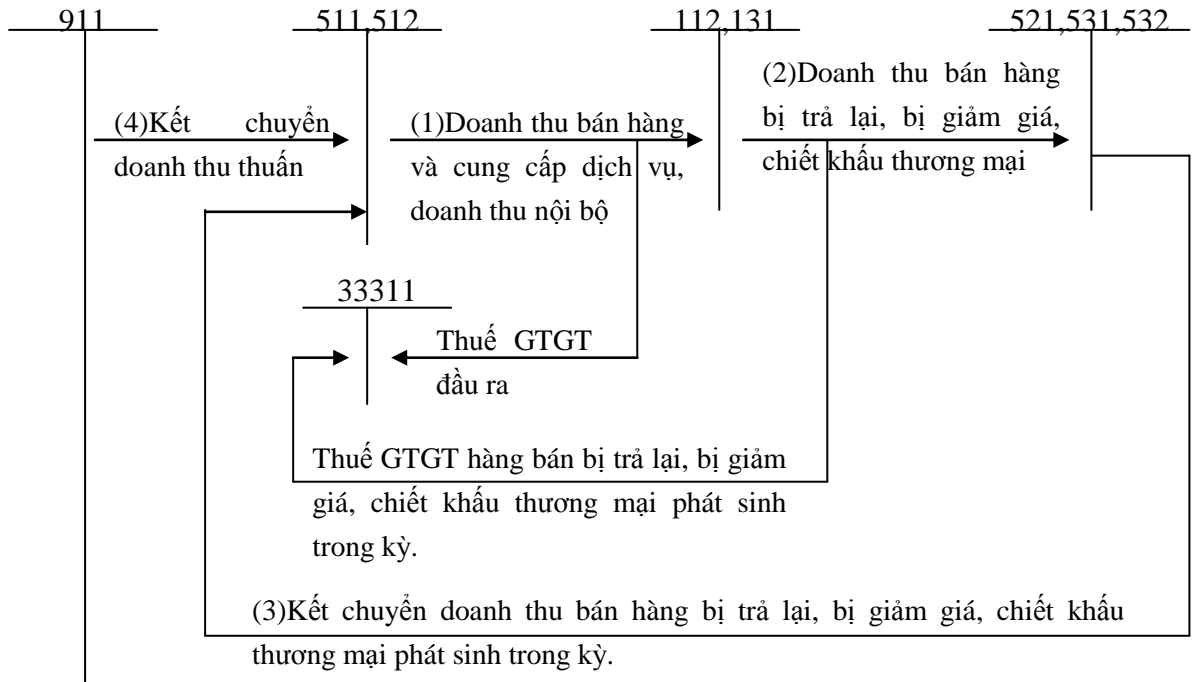 911
511,512
112,131
521,531,532
(4)Kết chuyển
doanh thu thuấn
(1)Doanh thu bán hàng
và cung cấp dịch vụ,
doanh thu nội bộ
(2)Doanh thu bán hàng
bị trả lại, bị giảm giá,
chiết khấu thương mại
33311
Thuế GTGT
đầu ra
Thuế GTGT hàng bán bị trả lại, bị giảm
giá, chiết khấu thương mại phát sinh
trong kỳ.
(3)Kết chuyển doanh thu bán hàng bị trả lại, bị giảm giá, chiết khấu
thương mại phát sinh trong kỳ.